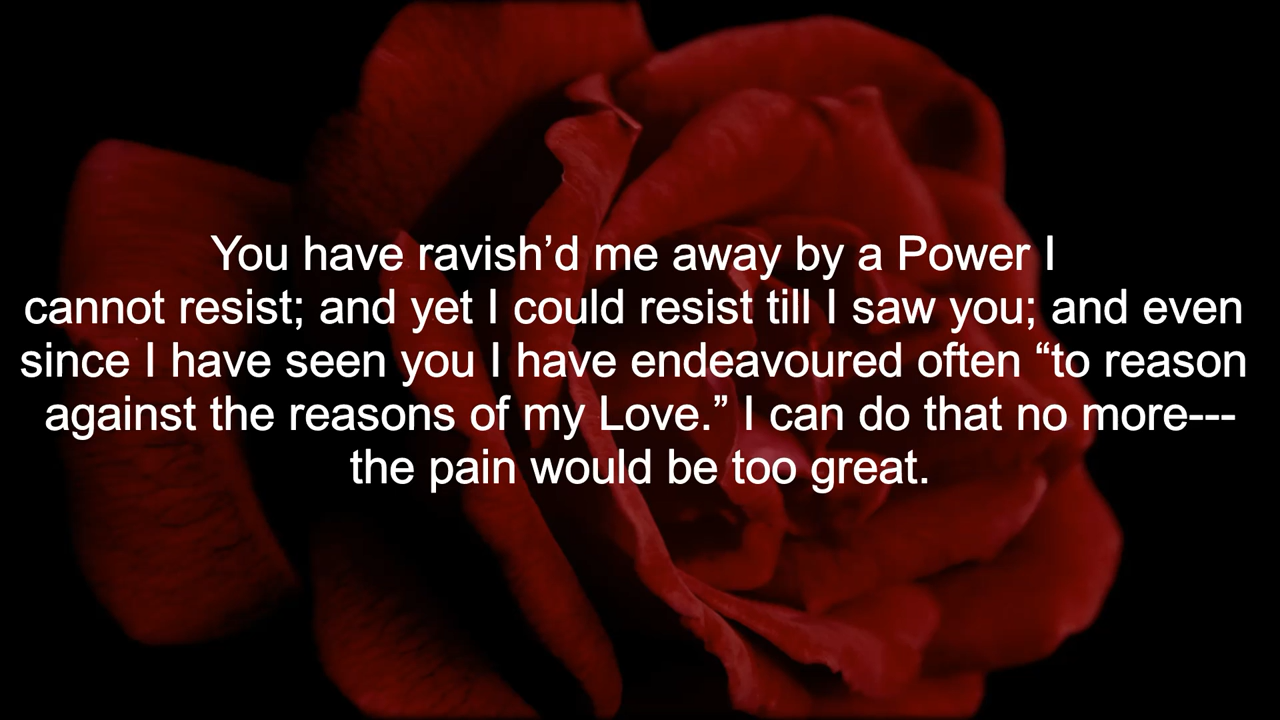 You have ravish’d me away by a Power I
cannot resist; and yet I could resist till I saw you; and even
since I have seen you I have endeavoured often “to reason
against the reasons of my Love.” I can do that no more---
the pain would be too great.